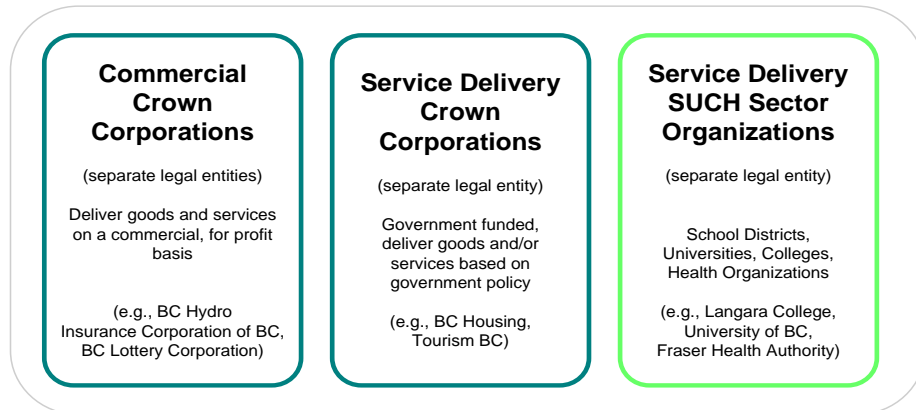 Commercial
Crown
Corporations
(separate legal entities)
Deliver goods and services
on a commercial, for profit
basis
(e.g., BC Hydro
Insurance Corporation of BC,
BC Lottery Corporation)
Service Delivery
Crown
Corporations
(separate legal entity)
Government funded,
deliver goods and/or
services based on
government policy
(e.g., BC Housing,
Tourism BC)
Service Delivery
SUCH Sector
Organizations
(separate legal entity)
School Districts,
Universities, Colleges,
Health Organizations
(e.g., Langara College,
University of BC,
Fraser Health Authority)